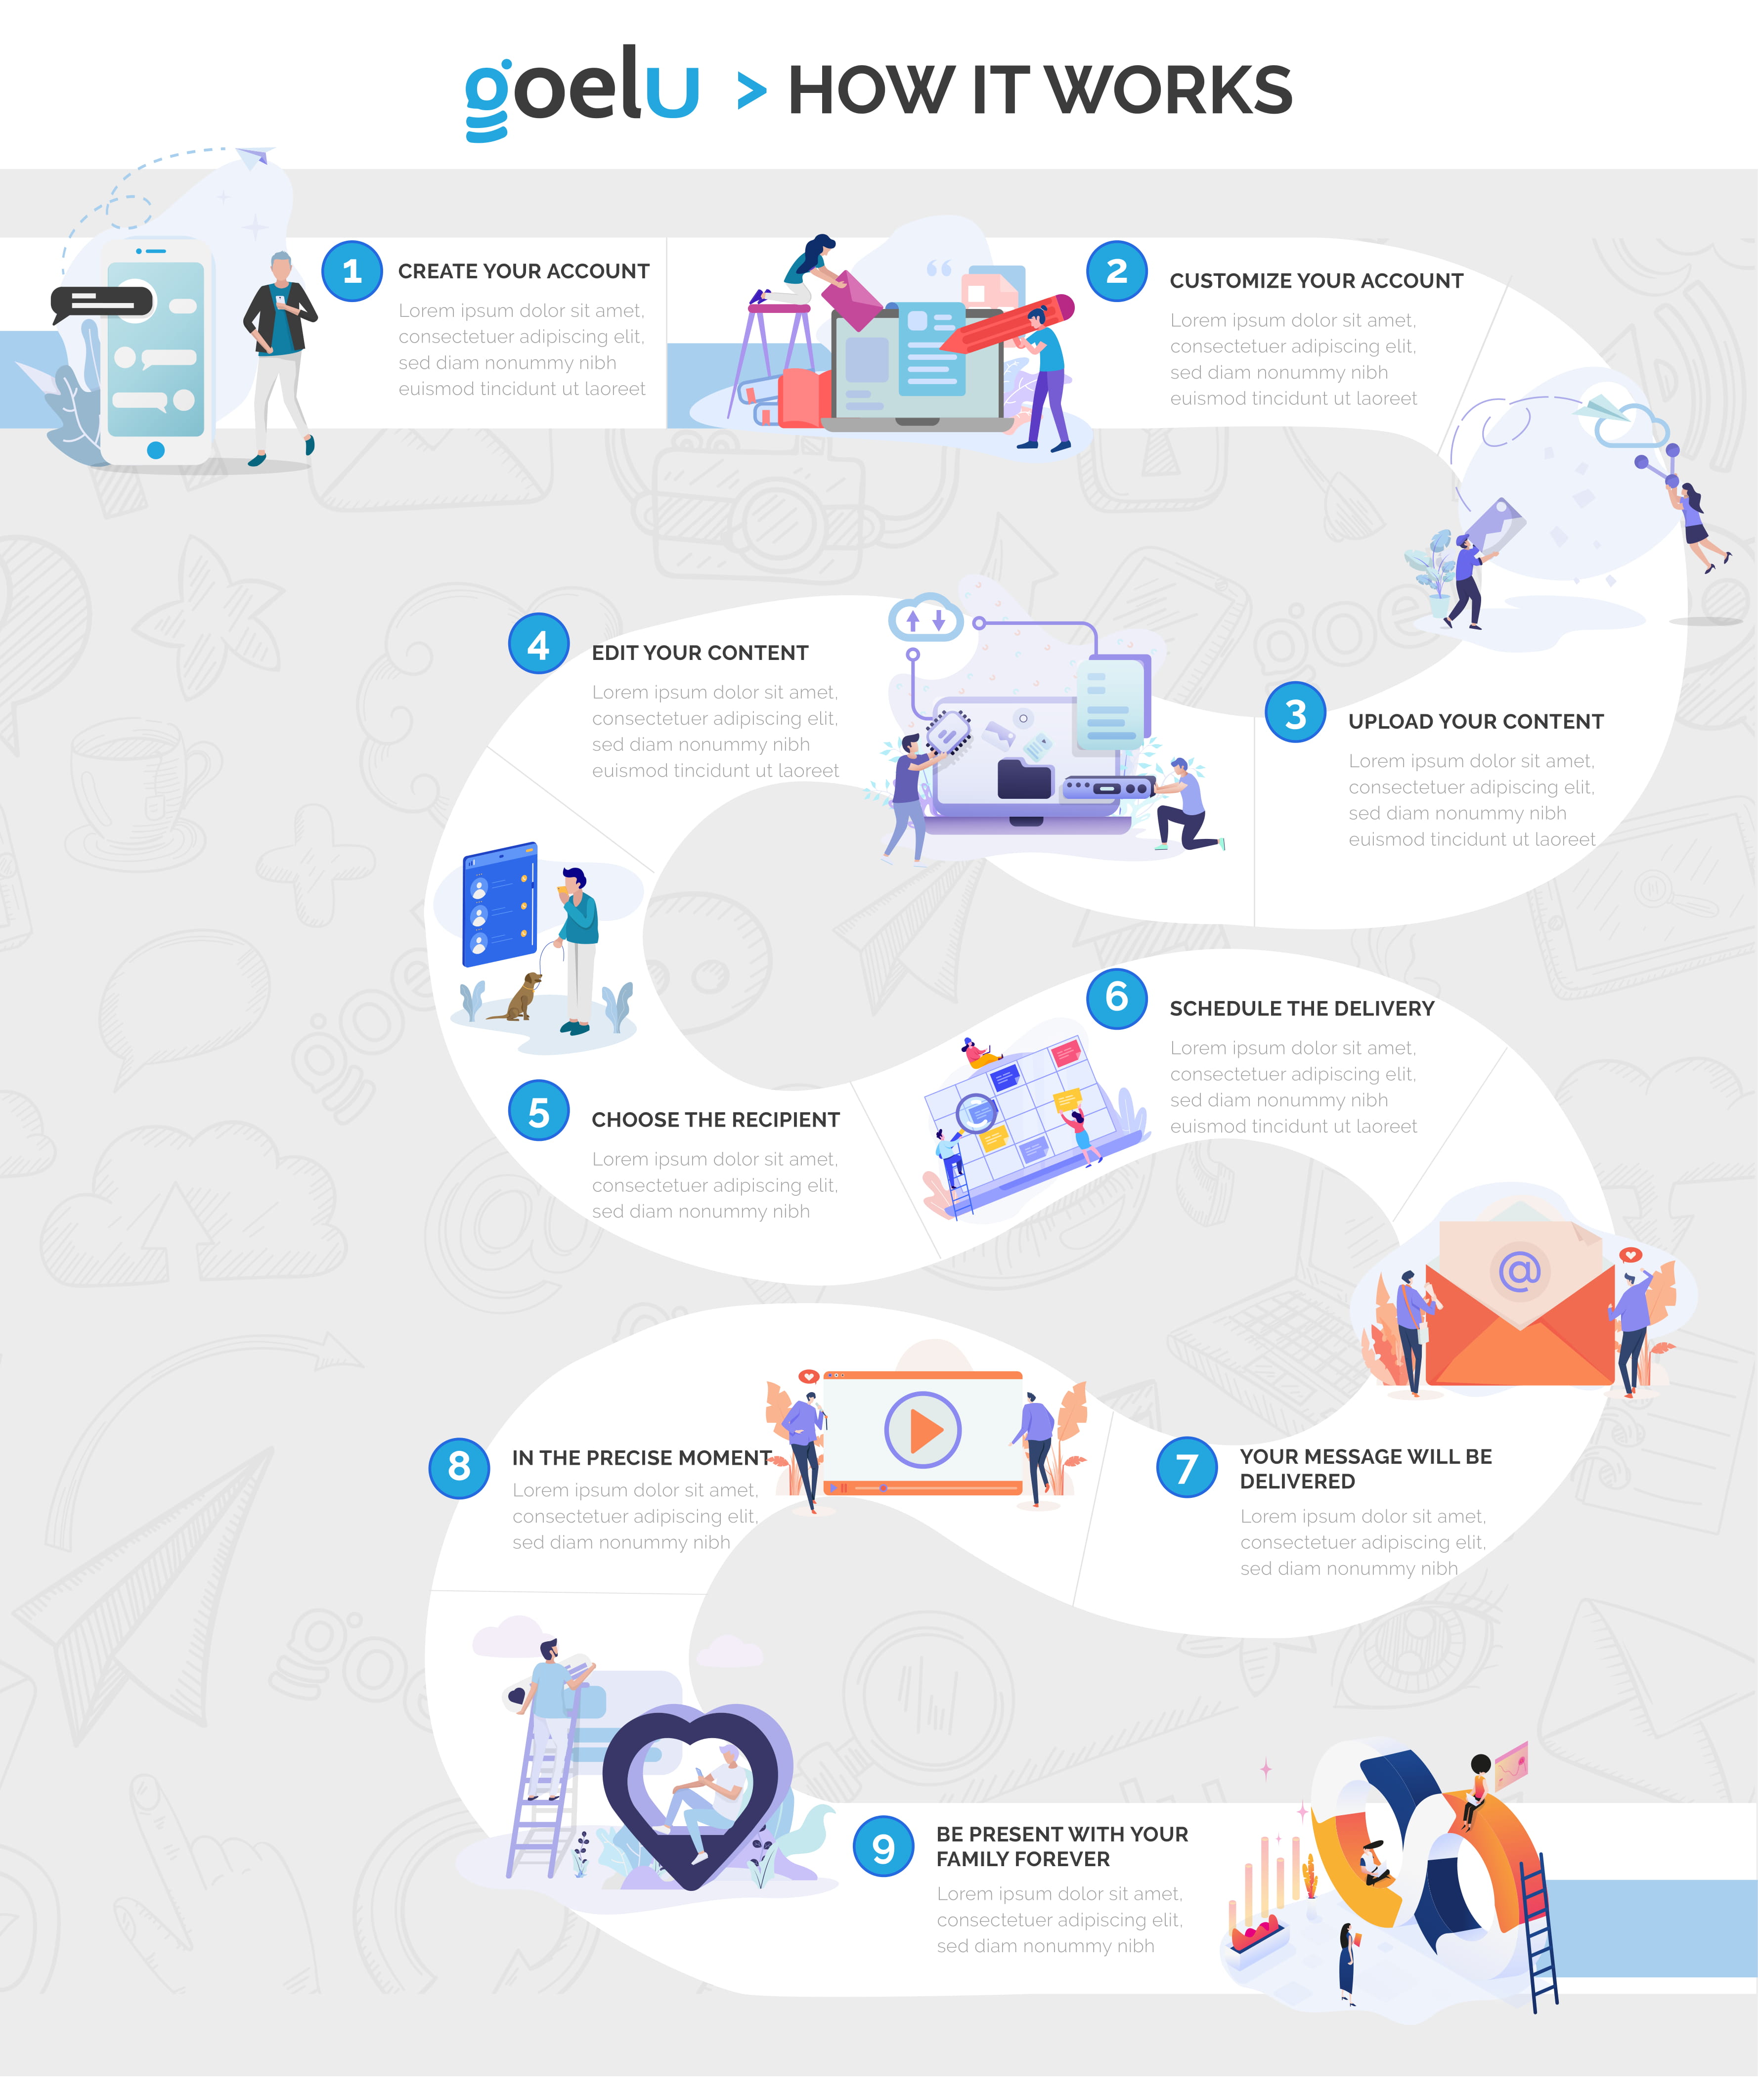 goelu > HOW IT WORKS
1
CREATE YOUR ACCOUNT
Lorem ipsum dolor sit amet,
consectetuer adipiscing elit,
sed diam nonummy nibh
euismod tincidunt ut laoreet
2
CUSTOMIZE YOUR ACCOUNT
Lorem ipsum dolor sit amet,
consectetuer adipiscing elit,
sed diam nonummy nibh
euismod tincidunt ut laoreet
3
UPLOAD YOUR CONTENT
Lorem ipsum dolor sit amet,
consectetuer adipiscing elit,
sed diam nonummy nibh
euismod tincidunt ut laoreet
4
EDIT YOUR CONTENT
Lorem ipsum dolor sit amet,
consectetuer adipiscing elit,
sed diam nonummy nibh
euismod tincidunt ut laoreet
5
CHOOSE THE RECIPIENT
Lorem ipsum dolor sit amet,
consectetuer adipiscing elit,
sed diam nonummy nibh
6
SCHEDULE THE DELIVERY
Lorem ipsum dolor sit amet,
consectetuer adipiscing elit,
sed diam nonummy nibh
euismod tincidunt ut laoreet
@
7
YOUR MESSAGE WILL BE
DELIVERED
Lorem ipsum dolor sit amet,
consectetuer adipiscing elit,
sed diam nonummy nibh
8
IN THE PRECISE MOMENT
Lorem ipsum dolor sit amet,
consectetuer adipiscing elit,
sed diam nonummy nibh
9
BE PRESENT WITH YOUR
FAMILY FOREVER
Lorem ipsum dolor sit amet,
consectetuer adipiscing elit,
sed diam nonummy nibh